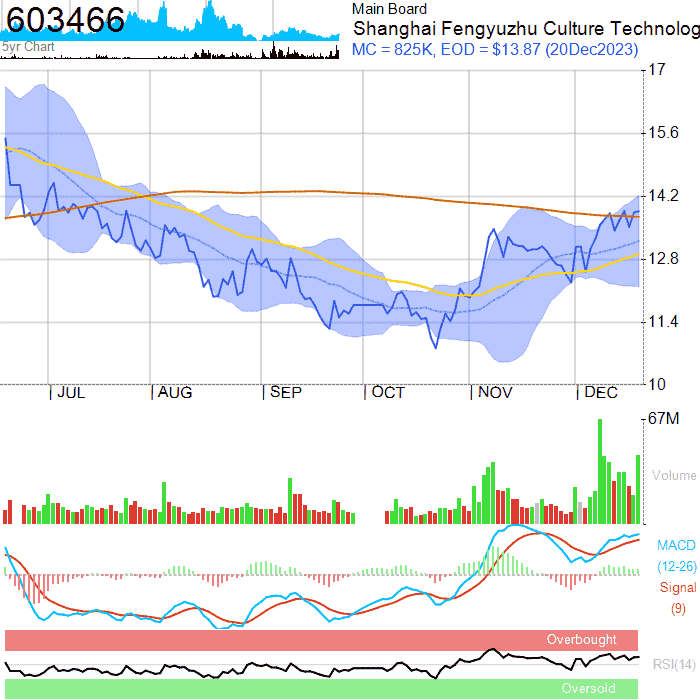 603466
5yr Chart
Main Board
Shanghai Fengyuzhu Culture Technolog
MC = 825K, EOD = $13.87 (20Dec2023)
17
15.6
14.2
12.8
11.4
10
JUL AUG SEP OCT NOV DEC
67M
Volume
MACD
(12-26)
Signal
(9)
Overbought
RSI(14)
Oversold